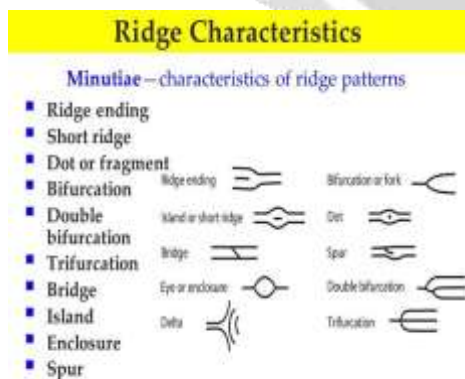 Ridge Characteristics
Minutiae – characteristics of ridge patterns
Ridge ending
Short ridge
Dot or fragment
Bifurcation
Double
bifurcation
Trifurcation
Bridge
Island
Enclosure
Spur
Ridge ending
Bifurcation or fork
Island or short ridge
Dot
Bridge
Spur
Eye or enclosure
Double bifurcation
Delta
Trifurcation